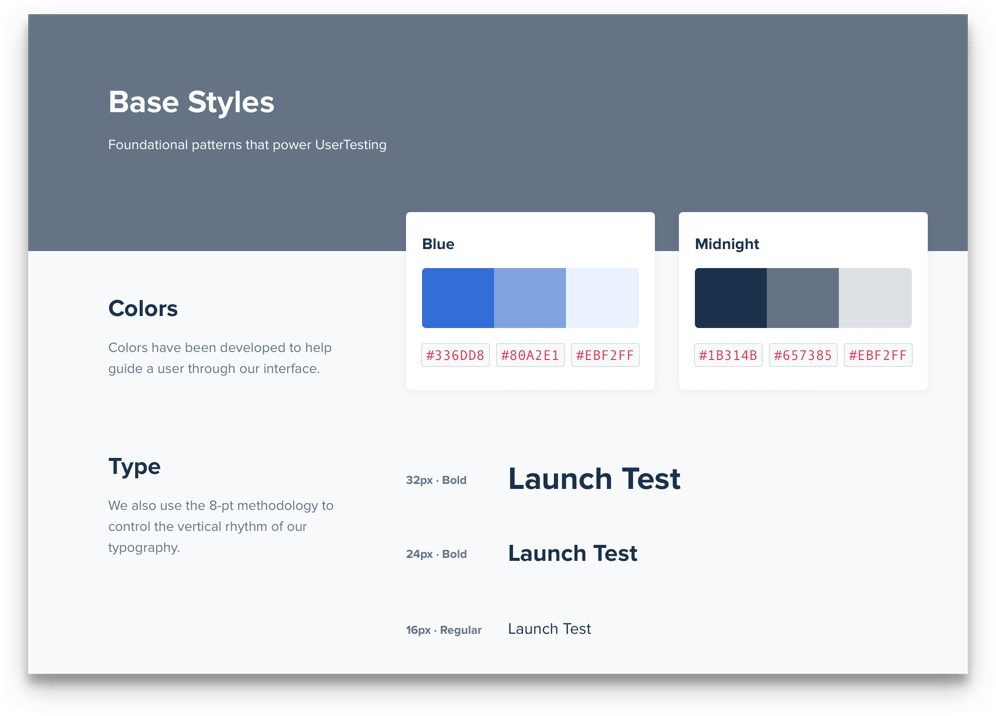 Base Styles
Foundational patterns that power UserTesting
Blue
#336DD8 #80A2E1 #EBF2FF
Midnight
#1B314B #657385 #EBF2FF
Colors
Colors have been developed to help
guide a user through our interface.
Type
We also use the 8-pt methodology to
control the vertical rhythm of our
typography.
32px · Bold Launch Test
24px · Bold Launch Test
16px · Regular Launch Test